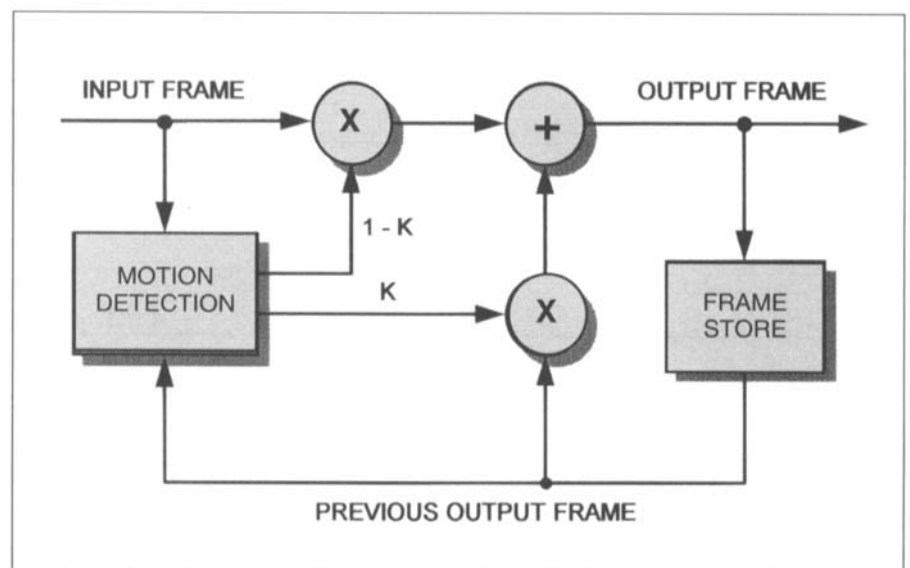 INPUT FRAME
OUTPUT FRAME
X
+
1 - K
MOTION
DETECTION
K
X
FRAME
STORE
PREVIOUS OUTPUT FRAME